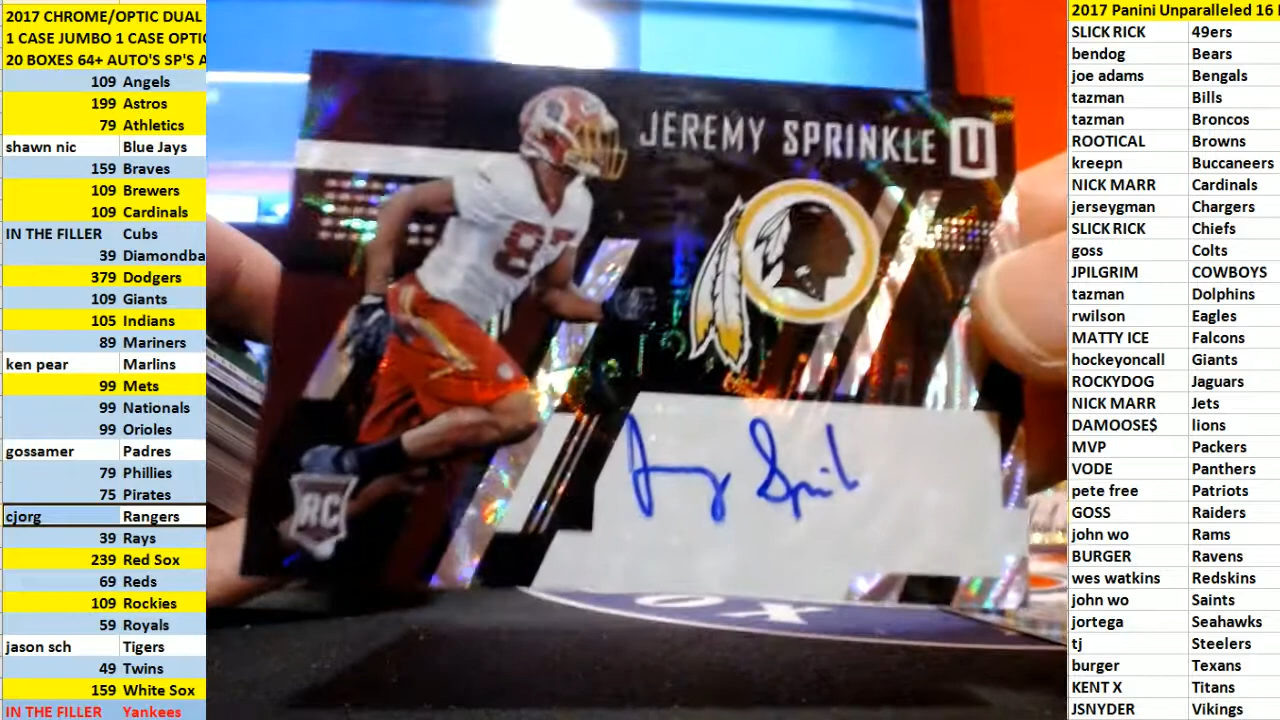 2017 CHROME/OPTIC DUAL
1 CASE JUMBO 1 CASE OPTIC
20 BOXES 64+ AUTO'S SP'S A
109 Angels
199 Astros
79 Athletics
shawn nic Blue Jays
159 Braves
109 Brewers
109 Cardinals
IN THE FILLER Cubs
39 Diamondba
379 Dodgers
109 Giants
105 Indians
89 Mariners
ken pear Marlins
99 Mets
99 Nationals
99 Orioles
gossamer Padres
79 Phillies
75 Pirates
cjorg Rangers
39 Rays
239 Red Sox
69 Reds
109 Rockies
59 Royals
jason sch Tigers
49 Twins
159 White Sox
IN THE FILLER Yankees
JEREMY SPRINKLE U
87
RC
Jeremy Sprinkle
OX
2017 Panini Unparalleled 16
SLICK RICK 49ers
bendog Bears
joe adams Bengals
tazman Bills
tazman Broncos
ROOTICAL Browns
kreepn Buccaneers
NICK MARR Cardinals
jerseygman Chargers
SLICK RICK Chiefs
goss Colts
JPILGRIM COWBOYS
tazman Dolphins
rwilson Eagles
MATTY ICE Falcons
hockeyoncall Giants
ROCKYDOG Jaguars
NICK MARR Jets
DAMOOSE$ lions
MVP Packers
VODE Panthers
pete free Patriots
GOSS Raiders
john wo Rams
BURGER Ravens
wes watkins Redskins
john wo Saints
jortega Seahawks
tj Steelers
burger Texans
KENT X Titans
JSNYDER Vikings